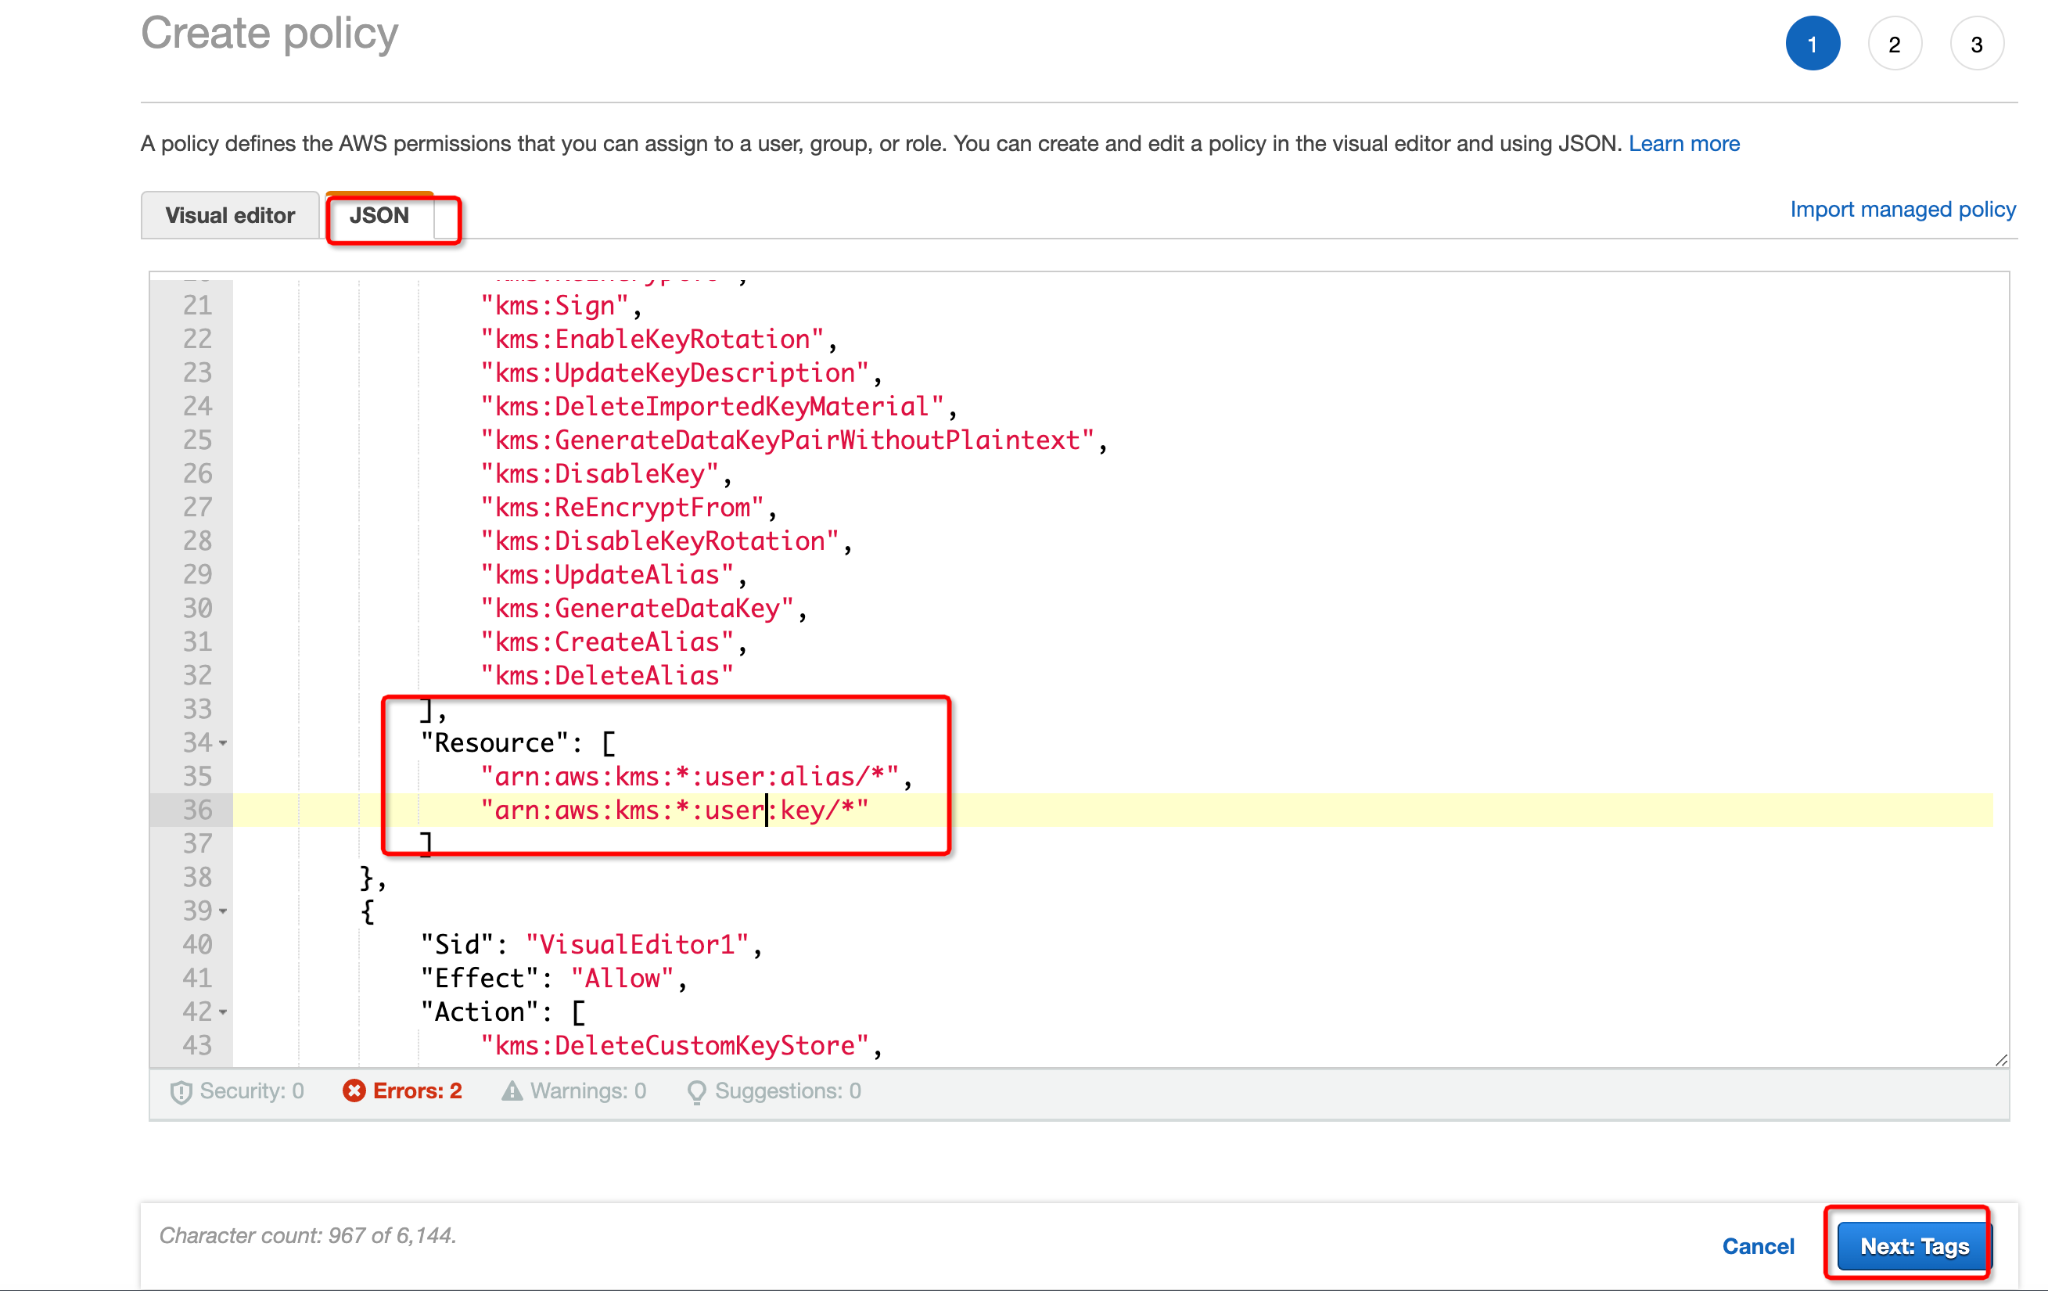 Create policy
1 2 3
A policy defines the AWS permissions that you can assign to a user, group, or role. You can create and edit a policy in the visual editor and using JSON. Learn more
Visual editor JSON Import managed policy
21 "kms:Sign",
22 "kms:EnableKeyRotation",
23 "kms:UpdateKeyDescription",
24 "kms:DeleteImportedKeyMaterial",
25 "kms:GenerateDataKeyPairWithoutPlaintext",
26 "kms:DisableKey",
27 "kms:ReEncryptFrom",
28 "kms:DisableKeyRotation",
29 "kms:UpdateAlias",
30 "kms:GenerateDataKey",
31 "kms:CreateAlias",
32 "kms:DeleteAlias"
33 ],
34 "Resource": [
35 "arn:aws:kms:*:user:alias/*",
36 "arn:aws:kms:*:user:key/*"
37 ]
38 },
39 {
40 "Sid": "VisualEditor1",
41 "Effect": "Allow",
42 "Action": [
43 "kms:DeleteCustomKeyStore",
Security: 0 Errors: 2 Warnings: 0 Suggestions: 0
Character count: 967 of 6,144.
Cancel Next: Tags